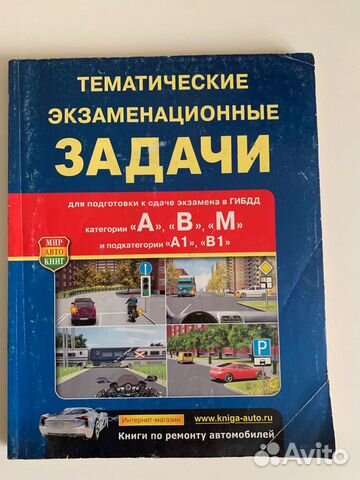 ТЕМАТИЧЕСКИЕ
ЭКЗАМЕНАЦИОННЫЕ
ЗАДАЧИ
для подготовки к сдаче экзамена в ГИБДД
категории «А», «В», «М»
и подкатегории «А1», «В1»
МИР
АВТО
КНИГ
P
Интернет-магазин www.kniga-auto.ru
Книги по ремонту автомобилей
Avito